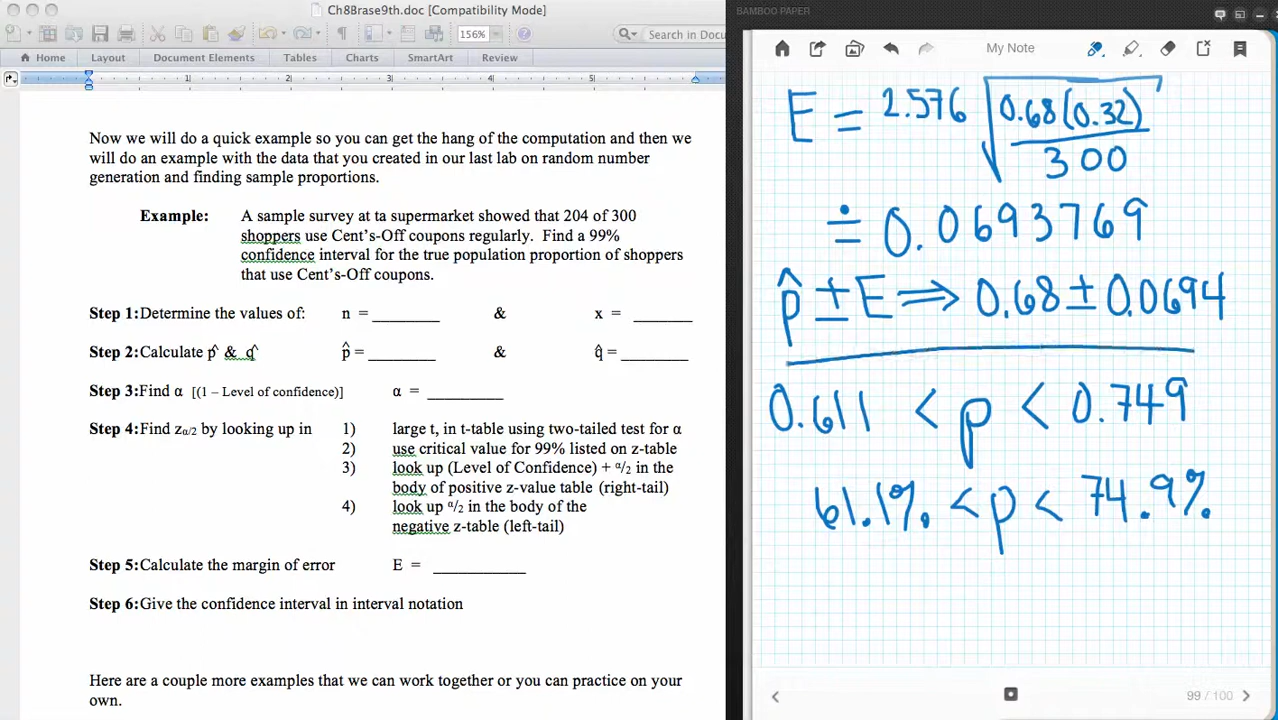 Ch8Brase9th.doc [Compatibility Mode]
156%
Search in Docu
Home Layout Document Elements Tables Charts SmartArt Review
1 2 3 4 5
Now we will do a quick example so you can get the hang of the computation and then we
will do an example with the data that you created in our last lab on random number
generation and finding sample proportions.
Example: A sample survey at ta supermarket showed that 204 of 300
shoppers use Cent's-Off coupons regularly. Find a 99%
confidence interval for the true population proportion of shoppers
that use Cent's-Off coupons.
Step 1: Determine the values of: n = ________ & x = _______
Step 2: Calculate p̂ & q̂ p̂ = ________ & q̂ = ________
Step 3: Find α [(1 – Level of confidence)] α = _________
Step 4: Find zα/2 by looking up in 1) large t, in t-table using two-tailed test for α
2) use critical value for 99% listed on z-table
3) look up (Level of Confidence) + α/2 in the
body of positive z-value table (right-tail)
4) look up α/2 in the body of the
negative z-table (left-tail)
Step 5: Calculate the margin of error E = ___________
Step 6: Give the confidence interval in interval notation
Here are a couple more examples that we can work together or you can practice on your
own.
BAMBOO PAPER
My Note
E = 2.576 √(0.68(0.32)/300)
≐ 0.0693769
p̂ ± E ⟹ 0.68 ± 0.0694
0.611 < p < 0.749
61.1% < p < 74.9%
99 / 100